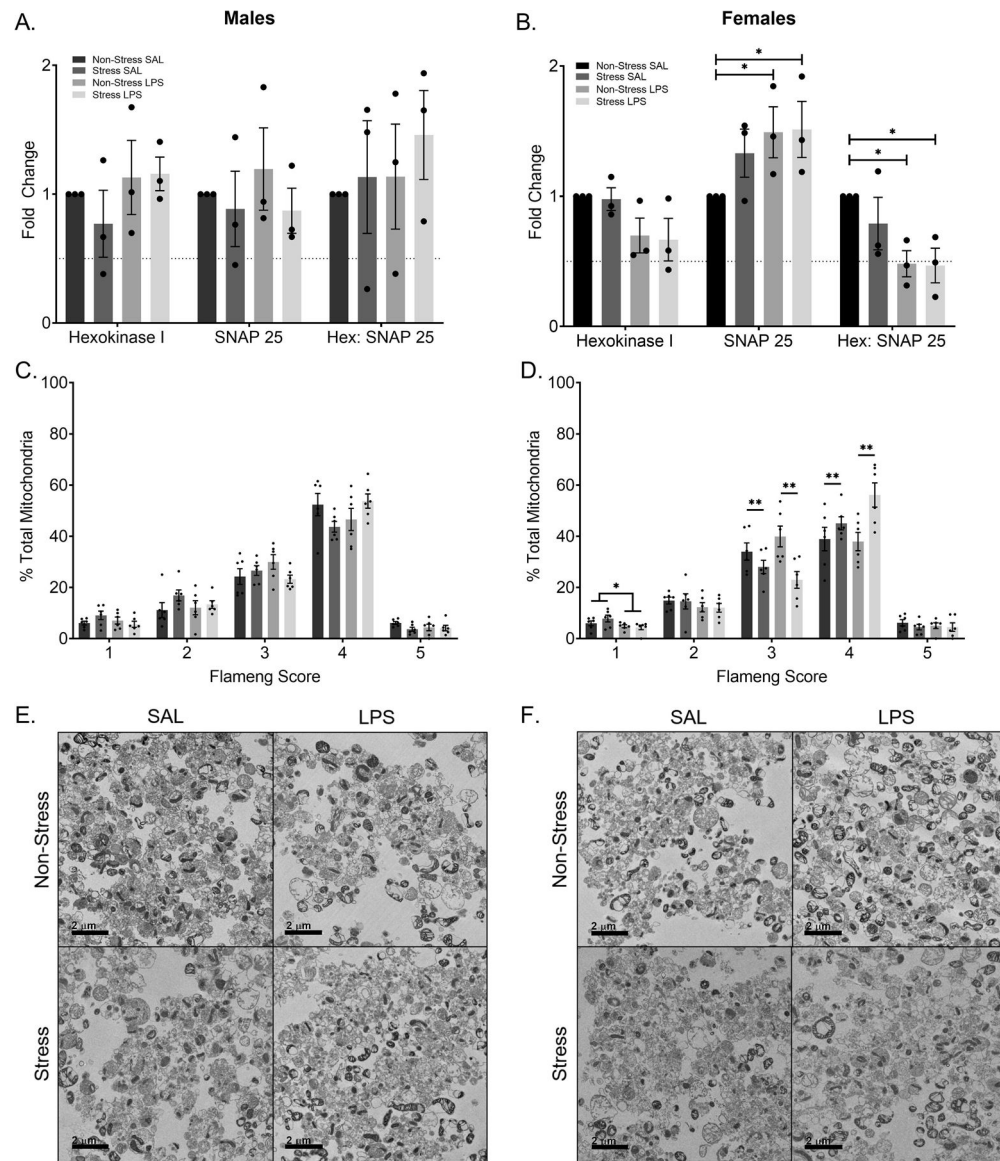 A.
Males
Non-Stress SAL
Stress SAL
Non-Stress LPS
Stress LPS
2
1
0
Fold Change
Hexokinase I
SNAP 25
Hex: SNAP 25
B.
Females
Non-Stress SAL
Stress SAL
Non-Stress LPS
Stress LPS
* *
* *
2
1
0
Fold Change
Hexokinase I
SNAP 25
Hex: SNAP 25
C.
100
80
60
40
20
0
% Total Mitochondria
1 2 3 4 5
Flameng Score
D.
100
80
60
40
20
0
% Total Mitochondria
* ** ** ** **
1 2 3 4 5
Flameng Score
E.
SAL LPS
Non-Stress
2 µm
2 µm
Stress
2 µm
2 µm
F.
SAL LPS
Non-Stress
2 µm
2 µm
Stress
2 µm
2 µm